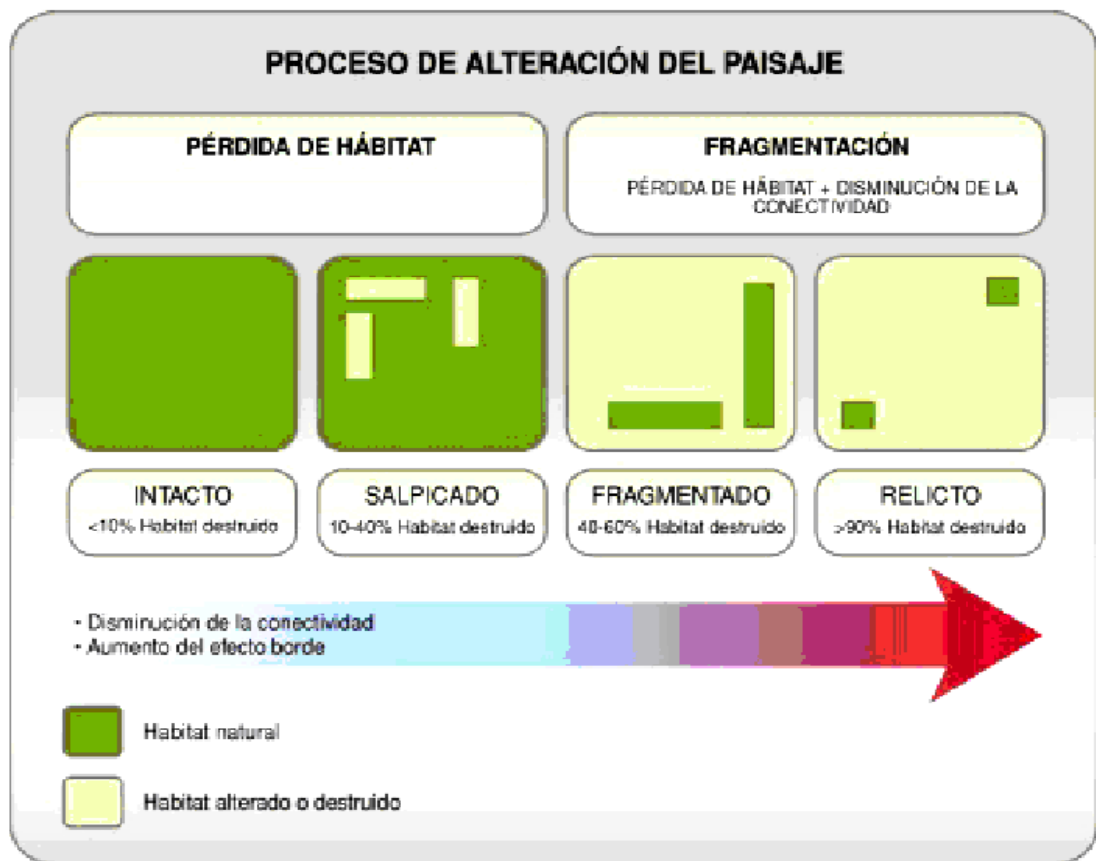 PROCESO DE ALTERACIÓN DEL PAISAJE
PÉRDIDA DE HÁBITAT
FRAGMENTACIÓN
PÉRDIDA DE HÁBITAT + DISMINUCIÓN DE LA
CONECTIVIDAD
INTACTO
<10% Habitat destruido
SALPICADO
10-40% Habitat destruido
FRAGMENTADO
40-60% Habitat destruido
RELICTO
>90% Habitat destruido
• Disminución de la conectividad
• Aumento del efecto borde
Habitat natural
Habitat alterado o destruido